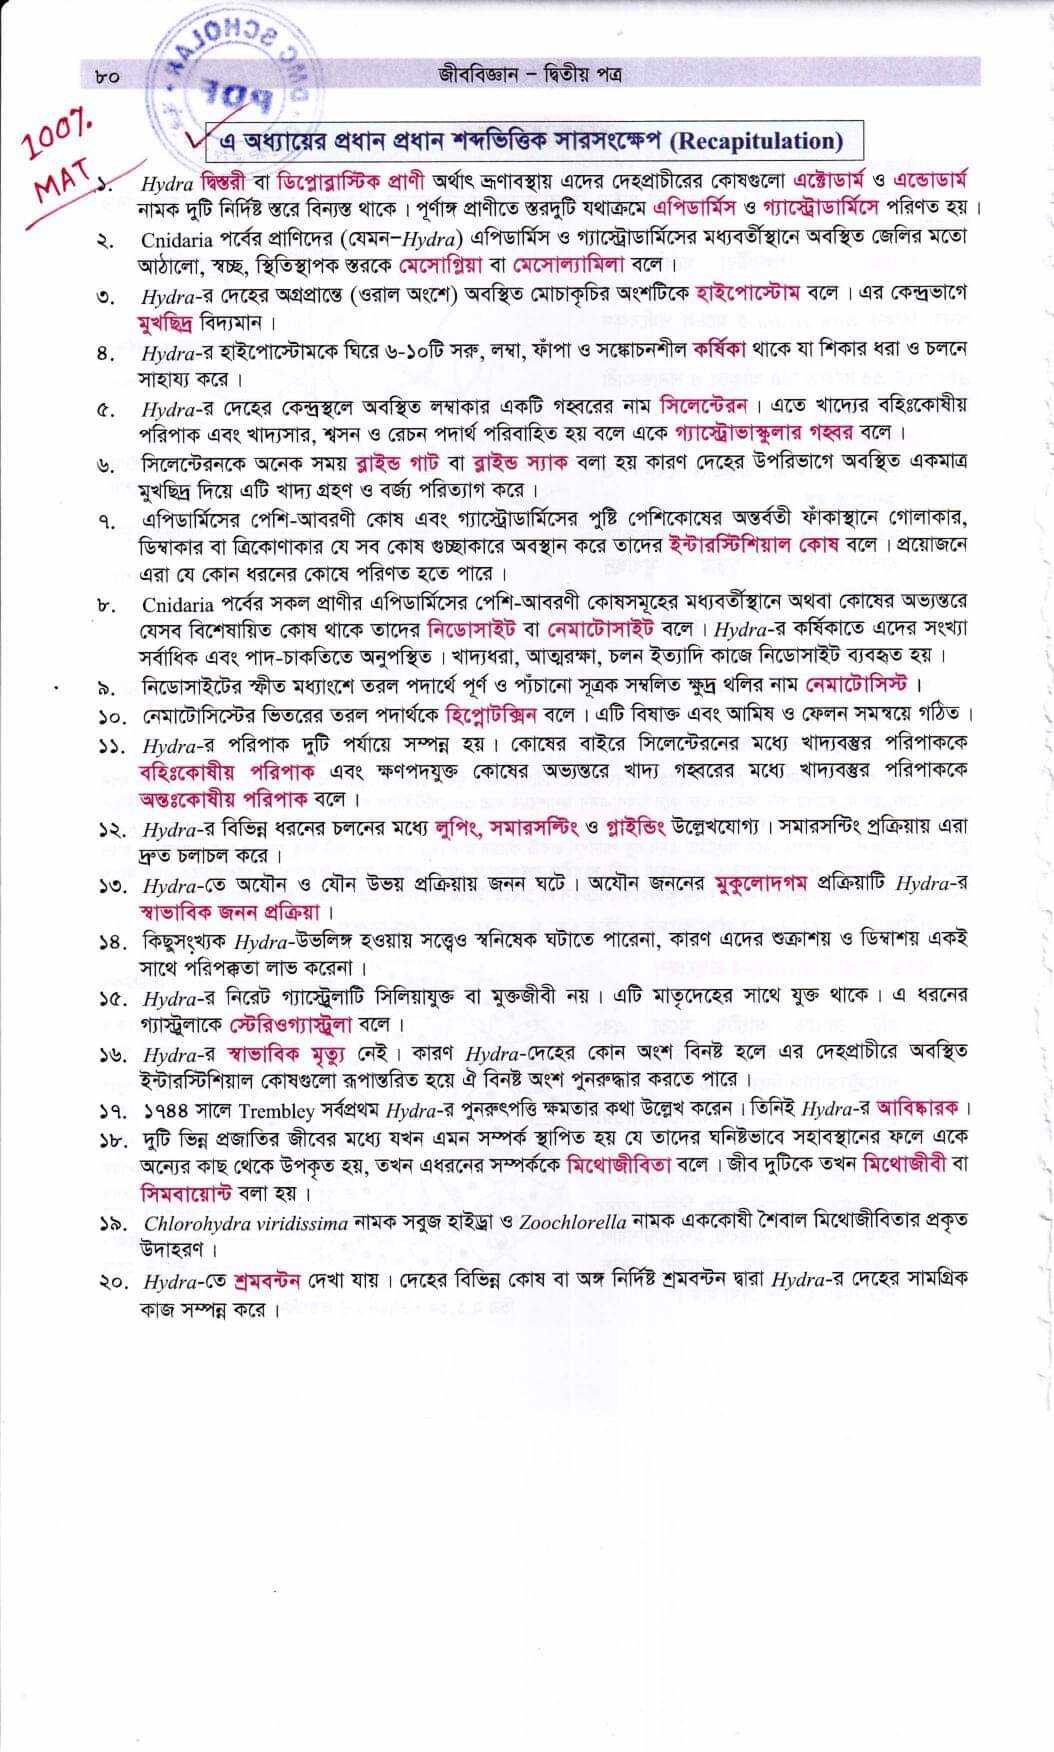 ৮০
জীববিজ্ঞান – দ্বিতীয় পত্র
100%
MAT
এ অধ্যায়ের প্রধান প্রধান শব্দভিত্তিক সারসংক্ষেপ (Recapitulation)
১. Hydra দ্বিস্তরী বা ডিপ্লোব্লাস্টিক প্রাণী অর্থাৎ ভ্রূণাবস্থায় এদের দেহপ্রাচীরের কোষগুলো এক্টোডার্ম ও এন্ডোডার্ম
নামক দুটি নির্দিষ্ট স্তরে বিন্যস্ত থাকে। পূর্ণাঙ্গ প্রাণীতে স্তরদুটি যথাক্রমে এপিডার্মিস ও গ্যাস্ট্রোডার্মিসে পরিণত হয়।
২. Cnidaria পর্বের প্রাণিদের (যেমন–Hydra) এপিডার্মিস ও গ্যাস্ট্রোডার্মিসের মধ্যবর্তীস্থানে অবস্থিত জেলির মতো
আঠালো, স্বচ্ছ, স্থিতিস্থাপক স্তরকে মেসোগ্লিয়া বা মেসোল্যামিলা বলে।
৩. Hydra-র দেহের অগ্রপ্রান্তে (ওরাল অংশে) অবস্থিত মোচাকৃচির অংশটিকে হাইপোস্টোম বলে। এর কেন্দ্রভাগে
মুখছিদ্র বিদ্যমান।
৪. Hydra-র হাইপোস্টোমকে ঘিরে ৬-১০টি সরু, লম্বা, ফাঁপা ও সঙ্কোচনশীল কর্ষিকা থাকে যা শিকার ধরা ও চলনে
সাহায্য করে।
৫. Hydra-র দেহের কেন্দ্রস্থলে অবস্থিত লম্বাকার একটি গহ্বরের নাম সিলেন্টেরন। এতে খাদ্যের বহিঃকোষীয়
পরিপাক এবং খাদ্যসার, শ্বসন ও রেচন পদার্থ পরিবাহিত হয় বলে একে গ্যাস্ট্রোভাস্কুলার গহ্বর বলে।
৬. সিলেন্টেরনকে অনেক সময় ব্লাইন্ড গাট বা ব্লাইন্ড স্যাক বলা হয় কারণ দেহের উপরিভাগে অবস্থিত একমাত্র
মুখছিদ্র দিয়ে এটি খাদ্য গ্রহণ ও বর্জ্য পরিত্যাগ করে।
৭. এপিডার্মিসের পেশি-আবরণী কোষ এবং গ্যাস্ট্রোডার্মিসের পুষ্টি পেশিকোষের অন্তর্বর্তী ফাঁকাস্থানে গোলাকার,
ডিম্বাকার বা ত্রিকোণাকার যে সব কোষ গুচ্ছাকারে অবস্থান করে তাদের ইন্টারস্টিশিয়াল কোষ বলে। প্রয়োজনে
এরা যে কোন ধরনের কোষে পরিণত হতে পারে।
৮. Cnidaria পর্বের সকল প্রাণীর এপিডার্মিসের পেশি-আবরণী কোষসমূহের মধ্যবর্তীস্থানে অথবা কোষের অভ্যন্তরে
যেসব বিশেষায়িত কোষ থাকে তাদের নিডোসাইট বা নেমাটোসাইট বলে। Hydra-র কর্ষিকাতে এদের সংখ্যা
সর্বাধিক এবং পাদ-চাকতিতে অনুপস্থিত। খাদ্যধরা, আত্মরক্ষা, চলন ইত্যাদি কাজে নিডোসাইট ব্যবহৃত হয়।
৯. নিডোসাইটের স্ফীত মধ্যাংশে তরল পদার্থে পূর্ণ ও প্যাঁচানো সূত্রক সম্বলিত ক্ষুদ্র থলির নাম নেমাটোসিস্ট।
১০. নেমাটোসিস্টের ভিতরের তরল পদার্থকে হিপ্নোটক্সিন বলে। এটি বিষাক্ত এবং আমিষ ও ফেলন সমন্বয়ে গঠিত।
১১. Hydra-র পরিপাক দুটি পর্যায়ে সম্পন্ন হয়। কোষের বাইরে সিলেন্টেরনের মধ্যে খাদ্যবস্তুর পরিপাককে
বহিঃকোষীয় পরিপাক এবং ক্ষণপদযুক্ত কোষের অভ্যন্তরে খাদ্য গহ্বরের মধ্যে খাদ্যবস্তুর পরিপাককে
অন্তঃকোষীয় পরিপাক বলে।
১২. Hydra-র বিভিন্ন ধরনের চলনের মধ্যে লুপিং, সমারসল্টিং ও গ্লাইডিং উল্লেখযোগ্য। সমারসন্টিং প্রক্রিয়ায় এরা
দ্রুত চলাচল করে।
১৩. Hydra-তে অযৌন ও যৌন উভয় প্রক্রিয়ায় জনন ঘটে। অযৌন জননের মুকুলোদগম প্রক্রিয়াটি Hydra-র
স্বাভাবিক জনন প্রক্রিয়া।
১৪. কিছুসংখ্যক Hydra-উভলিঙ্গ হওয়ায় সত্ত্বেও স্বনিষেক ঘটাতে পারেনা, কারণ এদের শুক্রাশয় ও ডিম্বাশয় একই
সাথে পরিপক্কতা লাভ করেনা।
১৫. Hydra-র নিরেট গ্যাস্ট্রুলাটি সিলিয়াযুক্ত বা মুক্তজীবী নয়। এটি মাতৃদেহের সাথে যুক্ত থাকে। এ ধরনের
গ্যাস্ট্রুলাকে স্টেরিওগ্যাস্ট্রুলা বলে।
১৬. Hydra-র স্বাভাবিক মৃত্যু নেই। কারণ Hydra-দেহের কোন অংশ বিনষ্ট হলে এর দেহপ্রাচীরে অবস্থিত
ইন্টারস্টিশিয়াল কোষগুলো রূপান্তরিত হয়ে ঐ বিনষ্ট অংশ পুনরুদ্ধার করতে পারে।
১৭. ১৭৪৪ সালে Trembley সর্বপ্রথম Hydra-র পুনরুৎপত্তি ক্ষমতার কথা উল্লেখ করেন। তিনিই Hydra-র আবিষ্কারক।
১৮. দুটি ভিন্ন প্রজাতির জীবের মধ্যে যখন এমন সম্পর্ক স্থাপিত হয় যে তাদের ঘনিষ্টভাবে সহাবস্থানের ফলে একে
অন্যের কাছ থেকে উপকৃত হয়, তখন এধরনের সম্পর্ককে মিথোজীবিতা বলে। জীব দুটিকে তখন মিথোজীবী বা
সিমবায়োন্ট বলা হয়।
১৯. Chlorohydra viridissima নামক সবুজ হাইড্রা ও Zoochlorella নামক এককোষী শৈবাল মিথোজীবিতার প্রকৃত
উদাহরণ।
২০. Hydra-তে শ্রমবন্টন দেখা যায়। দেহের বিভিন্ন কোষ বা অঙ্গ নির্দিষ্ট শ্রমবন্টন দ্বারা Hydra-র দেহের সামগ্রিক
কাজ সম্পন্ন করে।